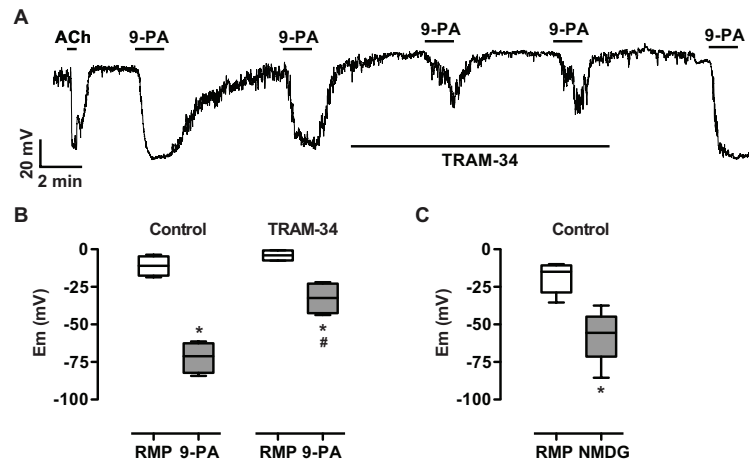 A
ACh 9-PA 9-PA 9-PA 9-PA 9-PA
20 mV
2 min
TRAM-34
B
Control TRAM-34
Em (mV)
0
-25
-50
-75
-100
*
*
#
RMP 9-PA RMP 9-PA
C
Control
Em (mV)
0
-25
-50
-75
-100
*
RMP NMDG